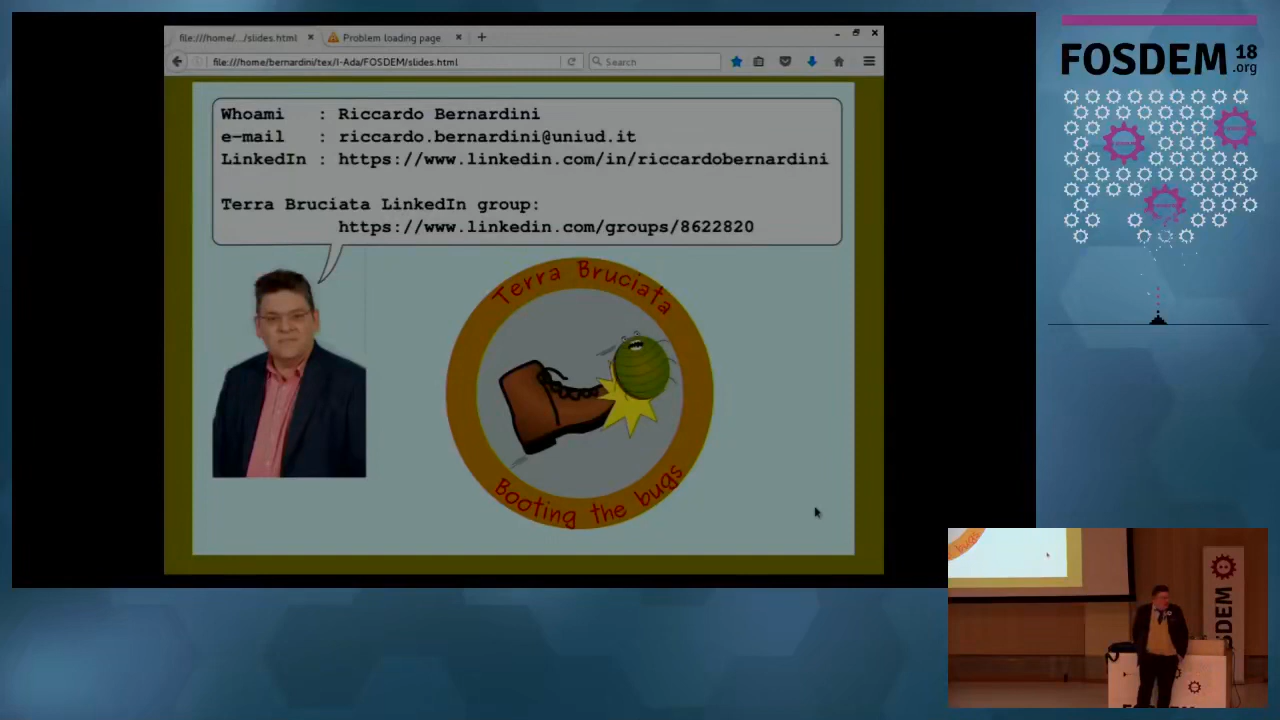 file:///home/.../slides.html
Problem loading page
file:///home/bernardini/tex/I-Ada/FOSDEM/slides.html
Search
Whoami : Riccardo Bernardini
e-mail : riccardo.bernardini@uniud.it
LinkedIn : https://www.linkedin.com/in/riccardobernardini
Terra Bruciata LinkedIn group:
https://www.linkedin.com/groups/8622820
Terra Bruciata
Booting the bugs
FOSDEM 18
.org
bugs
SDEM